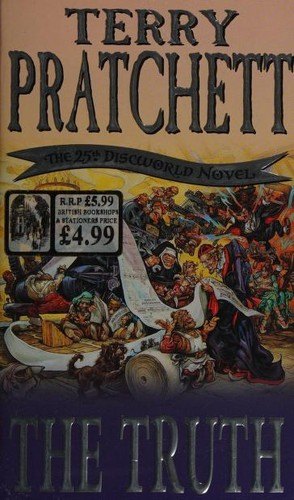 TERRY
PRATCHETT
THE 25th DISCWORLD NOVEL
R.R.P £5.99
BRITISH BOOKSHOPS
& STATIONERS PRICE
£4.99
THE TRUTH